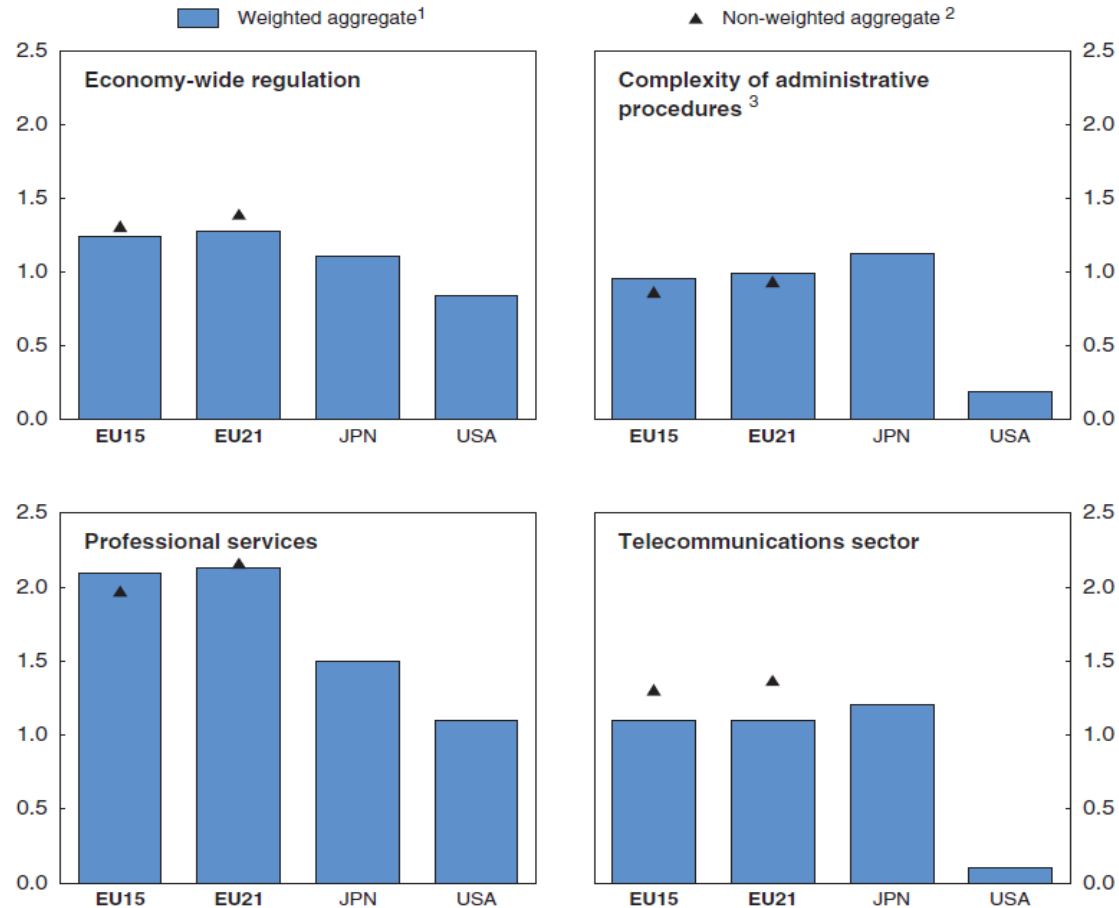 Weighted aggregate1
Non-weighted aggregate 2
2.5
2.0
1.5
1.0
0.5
0.0
Economy-wide regulation
EU15 EU21 JPN USA
Complexity of administrative
procedures 3
2.5
2.0
1.5
1.0
0.5
0.0
EU15 EU21 JPN USA
2.5
2.0
1.5
1.0
0.5
0.0
Professional services
EU15 EU21 JPN USA
Telecommunications sector
2.5
2.0
1.5
1.0
0.5
0.0
EU15 EU21 JPN USA